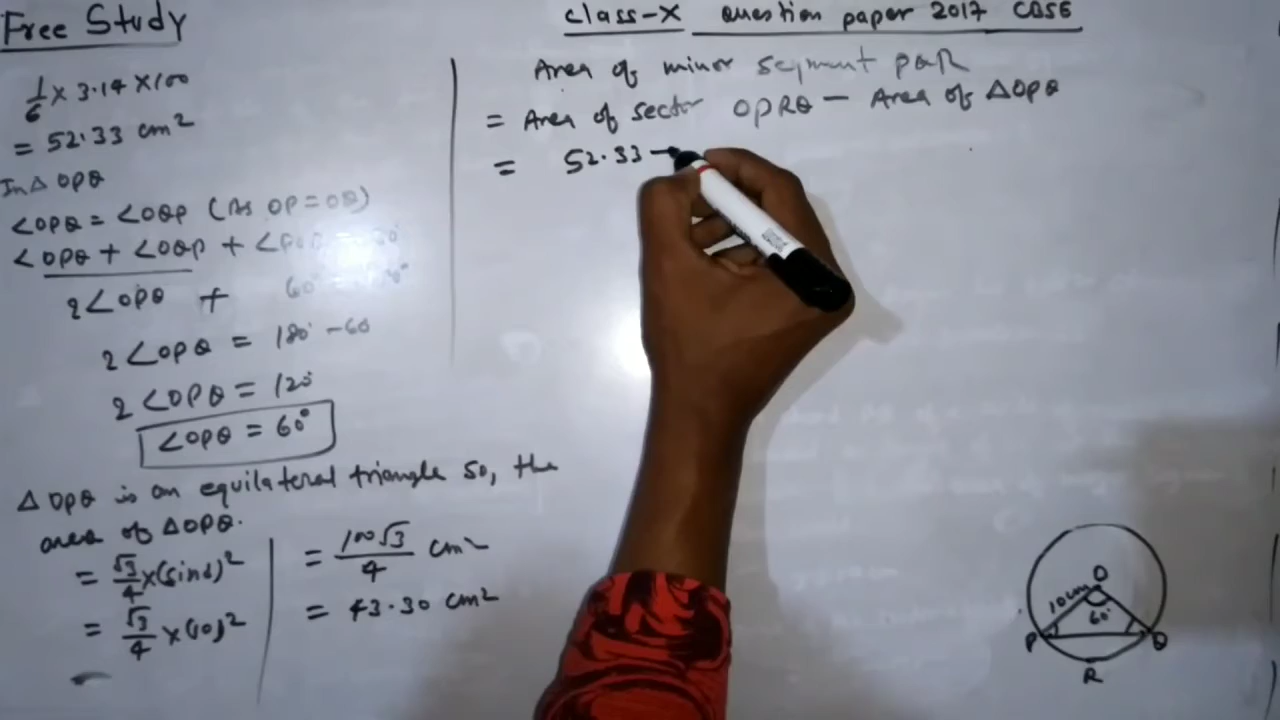 Free Study
class-X question paper 2017 CBSE
1/6 × 3.14 × 100
= 52.33 cm²
In △ OPQ
∠OPQ = ∠OQP (As OP = OQ)
∠OPQ + ∠OQP +
2∠OPQ + 60°
2∠OPQ = 180° - 60
2∠OPQ = 120°
∠OPQ = 60°
△ OPQ is an equilateral triangle so, the
area of △OPQ.
= √3/4 × (side)²
= √3/4 × (10)²
= 100√3/4 cm²
= 43.30 cm²
Area of minor segment PQR
= Area of sector OPRQ - Area of △OPQ
= 52.33 -
O
10cm
60°
P
Q
R